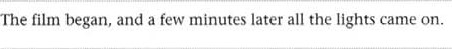 The film began, and a few minutes later all the lights came on.